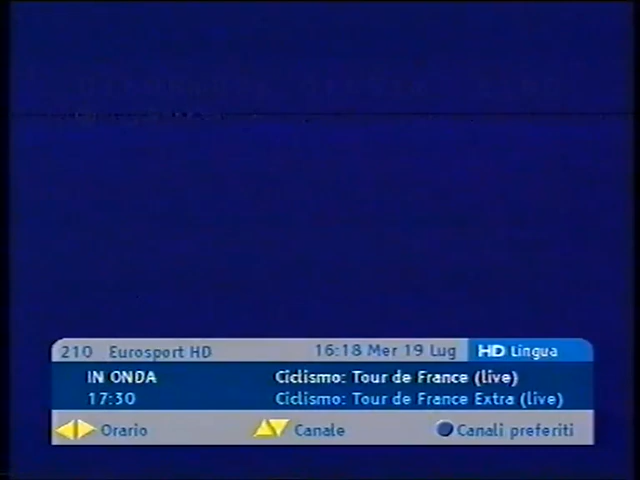 210 Eurosport HD 16:18 Mer 19 Lug HD Lingua
IN ONDA Ciclismo: Tour de France (live)
17:30 Ciclismo: Tour de France Extra (live)
Orario Canale Canali preferiti